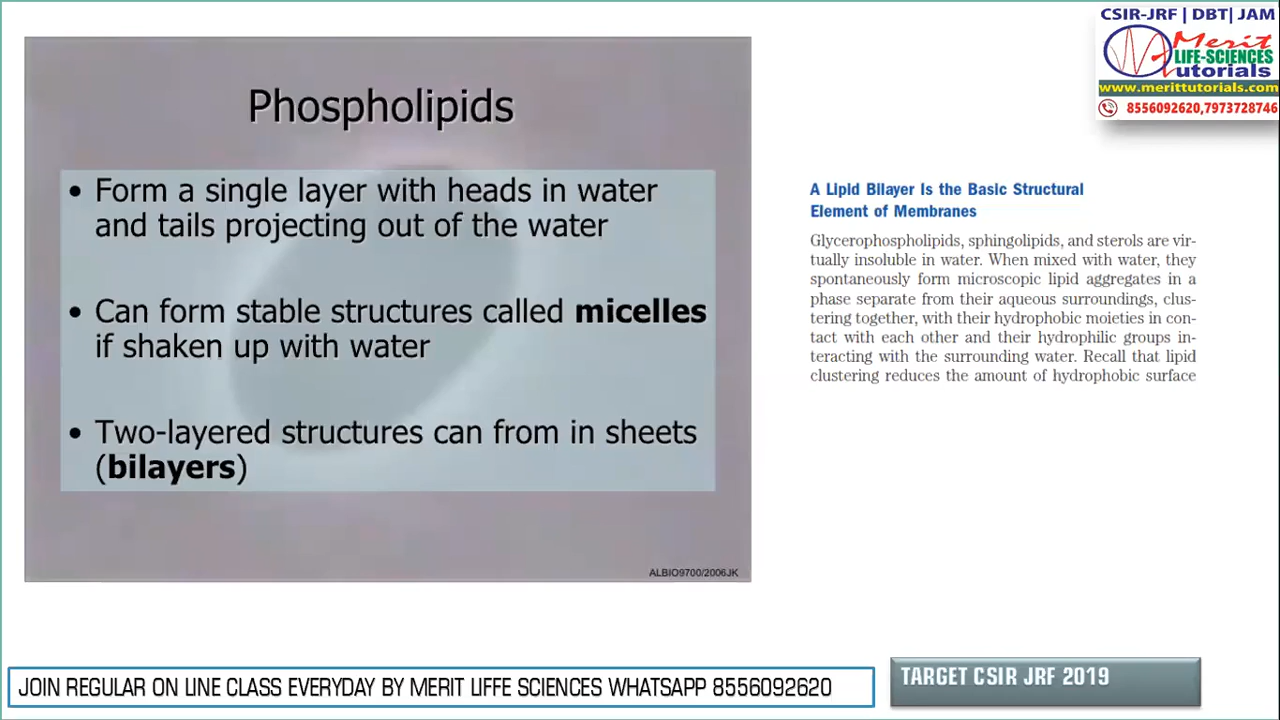 CSIR-JRF | DBT| JAM
Merit
LIFE-SCIENCES
utorials
www.merittutorials.com
8556092620,7973728746
Phospholipids
• Form a single layer with heads in water
and tails projecting out of the water
• Can form stable structures called micelles
if shaken up with water
• Two-layered structures can from in sheets
(bilayers)
ALBIO9700/2006JK
A Lipid Bilayer Is the Basic Structural
Element of Membranes
Glycerophospholipids, sphingolipids, and sterols are vir-
tually insoluble in water. When mixed with water, they
spontaneously form microscopic lipid aggregates in a
phase separate from their aqueous surroundings, clus-
tering together, with their hydrophobic moieties in con-
tact with each other and their hydrophilic groups in-
teracting with the surrounding water. Recall that lipid
clustering reduces the amount of hydrophobic surface
JOIN REGULAR ON LINE CLASS EVERYDAY BY MERIT LIFFE SCIENCES WHATSAPP 8556092620
TARGET CSIR JRF 2019